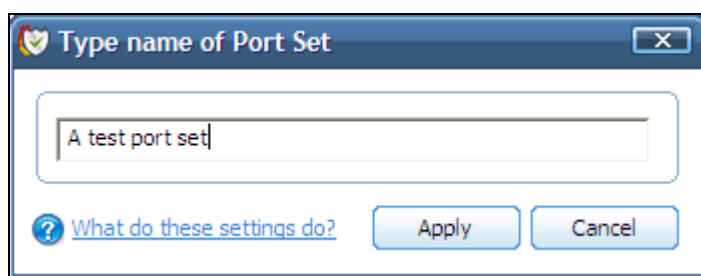 Type name of Port Set
A test port set
What do these settings do?
Apply
Cancel